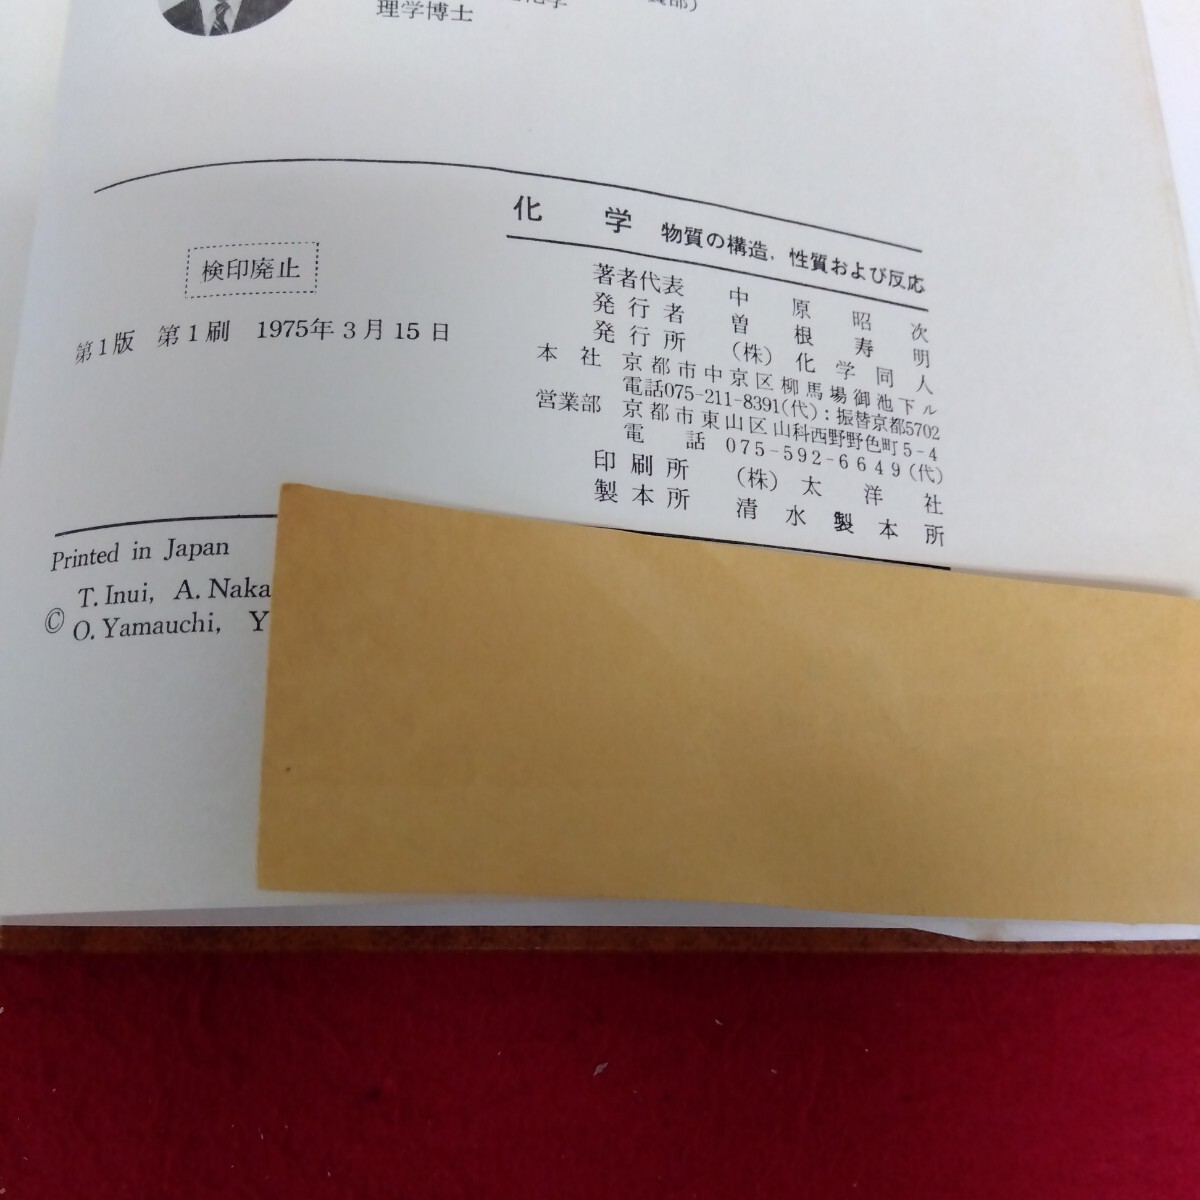 理学博士
化 学 物質の構造，性質および反応
検印廃止
第1版 第1刷 1975年3月15日
著者代表 中原昭次
発行者 曽根寿明
発行所 (株)化学同人
本社 京都市中京区柳馬場御池下ル
電話075-211-8391(代)：振替京都5702
営業部 京都市東山区山科西野野色町5-4
電話 075-592-6649(代)
印刷所 (株)太洋社
製本所 清水製本所
Printed in Japan
© T. Inui, A. Naka
O. Yamauchi, Y